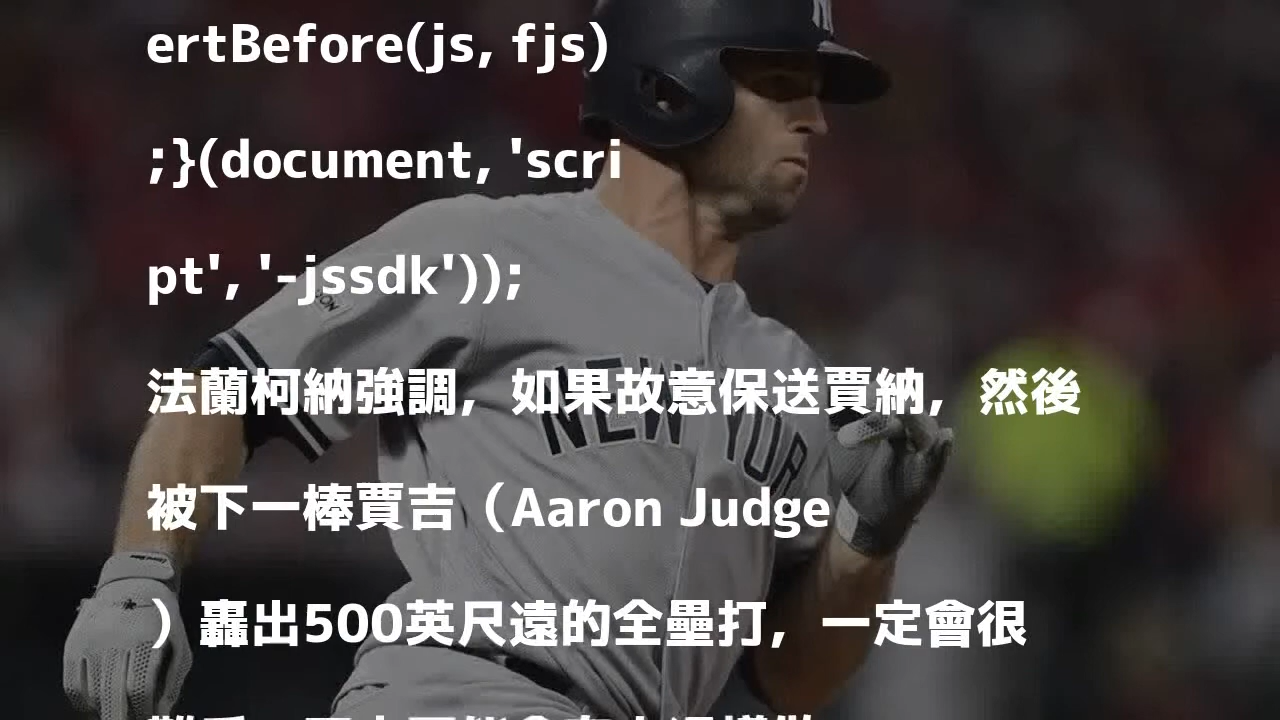 ertBefore(js, fjs)
;}(document, 'scri
pt', '-jssdk'));
法蘭柯納強調，如果故意保送賈納，然後
被下一棒賈吉（Aaron Judge
）轟出500英尺遠的全壘打，一定會很
NEW YOR